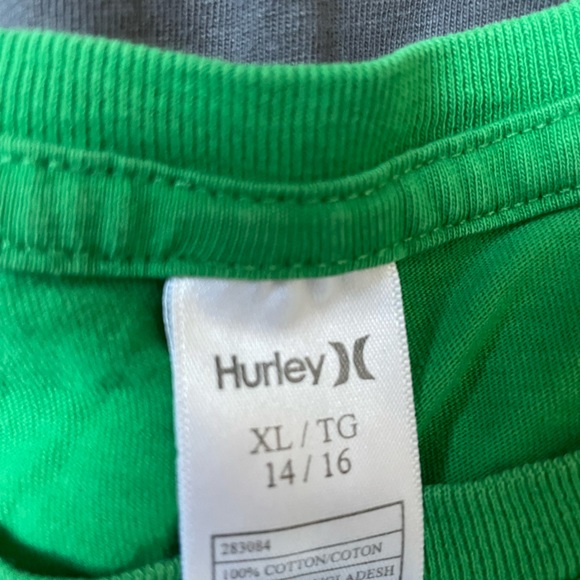 Hurley
XL / TG
14 / 16
283084
100% COTTON/COTON